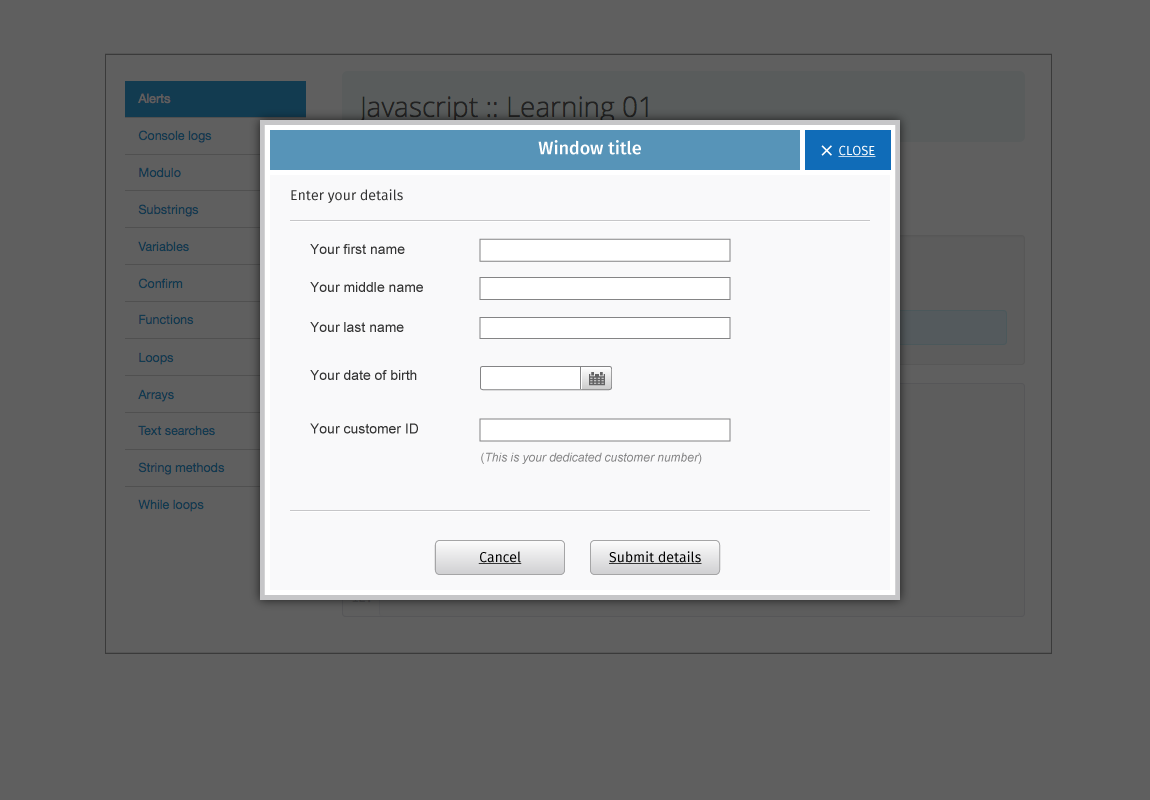 Javascript :: Learning 01
Alerts
Console logs
Modulo
Substrings
Variables
Confirm
Functions
Loops
Arrays
Text searches
String methods
While loops
Window title
CLOSE
Enter your details
Your first name
Your middle name
Your last name
Your date of birth
Your customer ID
(This is your dedicated customer number)
Cancel
Submit details